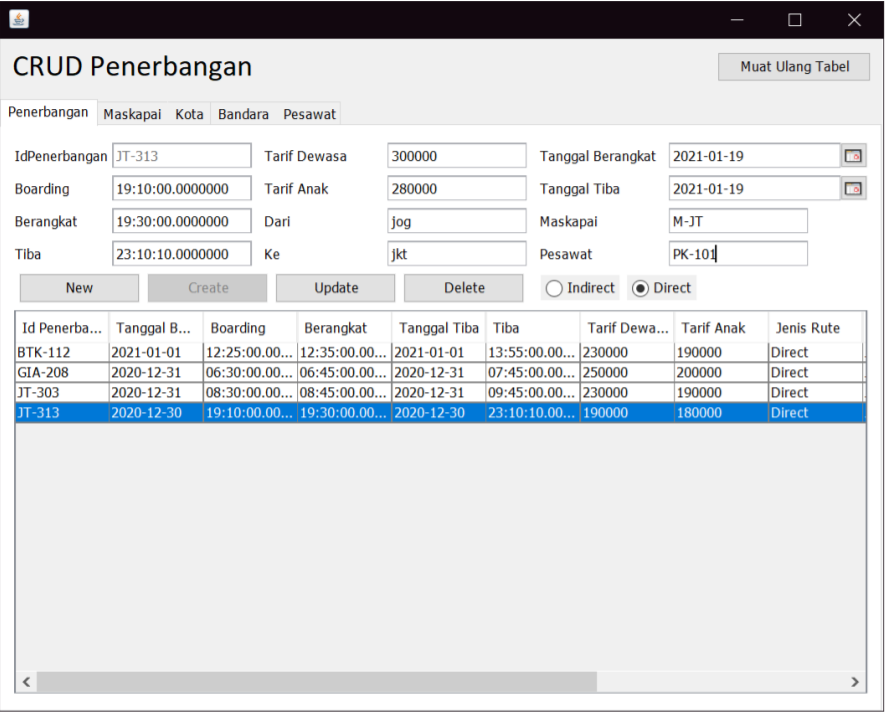 CRUD Penerbangan
Muat Ulang Tabel
Penerbangan Maskapai Kota Bandara Pesawat
IdPenerbangan JT-313 Tarif Dewasa 300000 Tanggal Berangkat 2021-01-19
Boarding 19:10:00.0000000 Tarif Anak 280000 Tanggal Tiba 2021-01-19
Berangkat 19:30:00.0000000 Dari jog Maskapai M-JT
Tiba 23:10:10.0000000 Ke jkt Pesawat PK-101
New Create Update Delete Indirect Direct
Id Penerba... Tanggal B... Boarding Berangkat Tanggal Tiba Tiba Tarif Dewa... Tarif Anak Jenis Rute
BTK-112 2021-01-01 12:25:00.00... 12:35:00.00... 2021-01-01 13:55:00.00... 230000 190000 Direct
GIA-208 2020-12-31 06:30:00.00... 06:45:00.00... 2020-12-31 07:45:00.00... 250000 200000 Direct
JT-303 2020-12-31 08:30:00.00... 08:45:00.00... 2020-12-31 09:45:00.00... 230000 190000 Direct
JT-313 2020-12-30 19:10:00.00... 19:30:00.00... 2020-12-30 23:10:10.00... 190000 180000 Direct